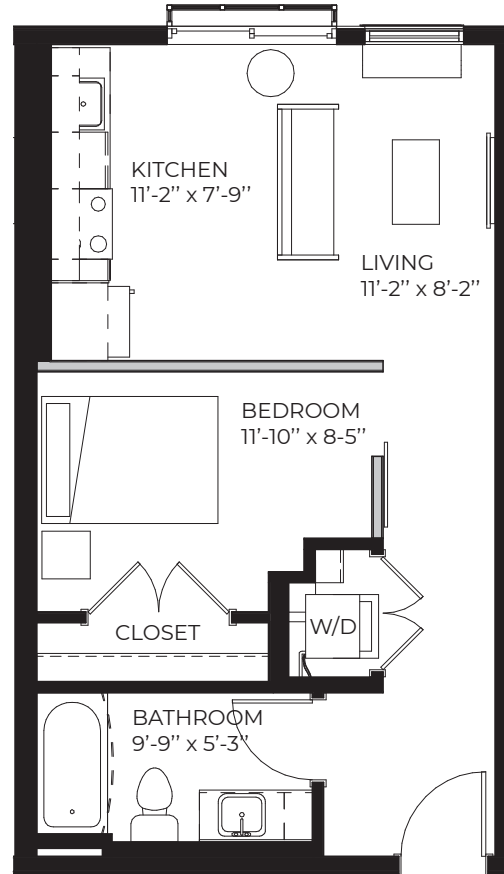 KITCHEN
11’-2’’ x 7’-9’’
LIVING
11’-2’’ x 8’-2’’
BEDROOM
11’-10’’ x 8-5’’
W/D
CLOSET
BATHROOM
9’-9’’ x 5’-3’’